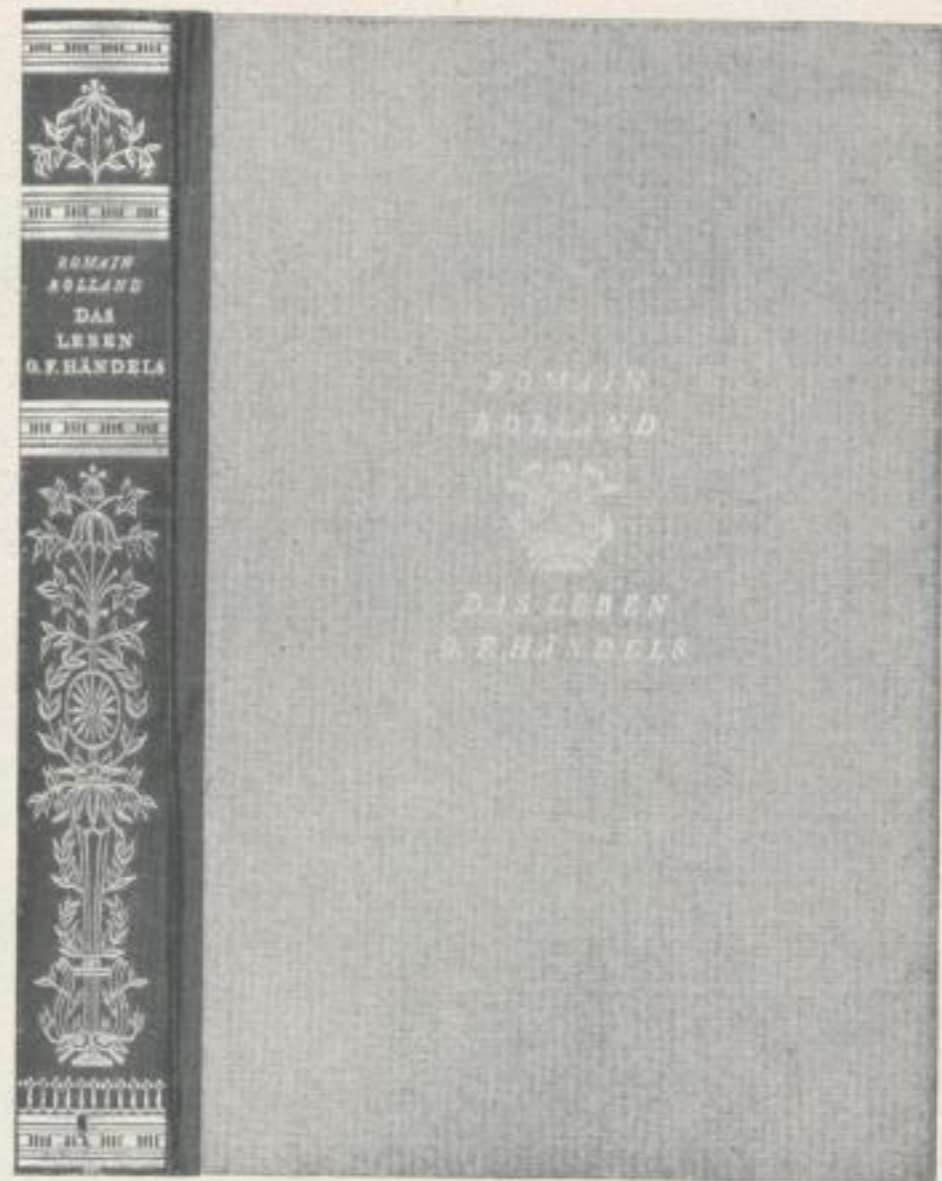 ROMAIN
ROLLAND
DAS
LEBEN
G. F. HÄNDELS
ROMAIN
ROLLAND
DAS LEBEN
G. F. HÄNDELS